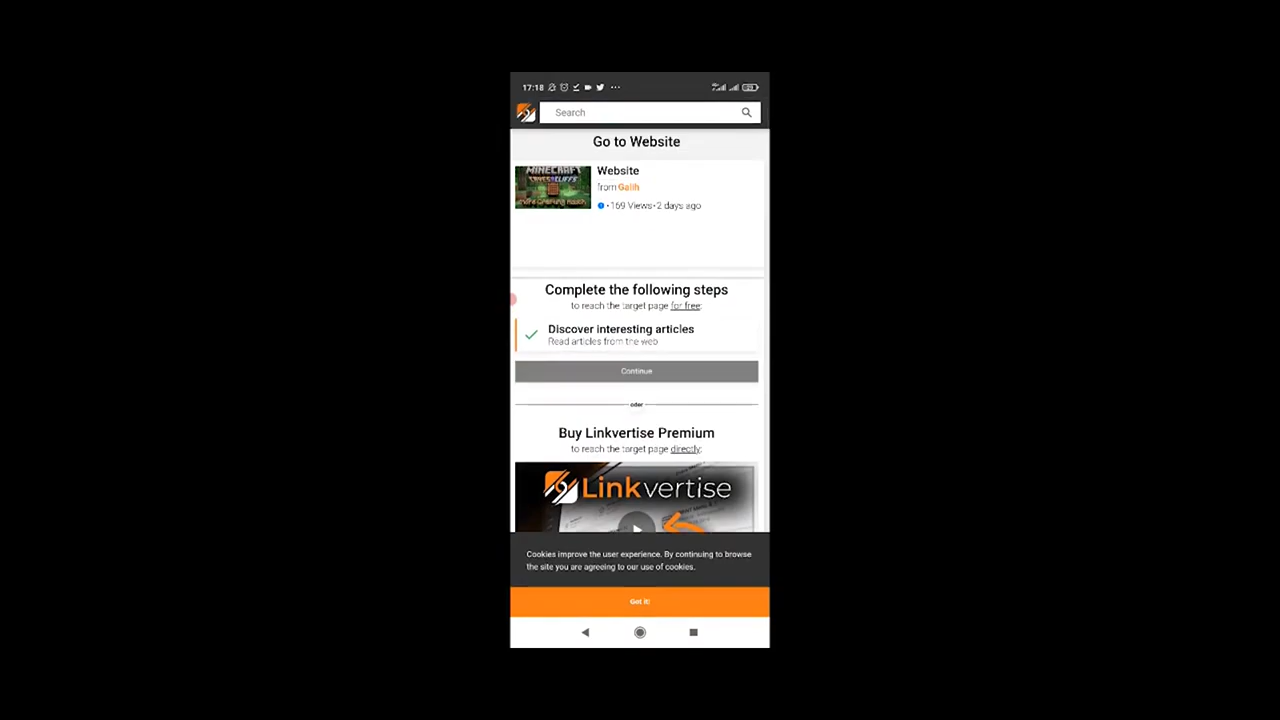 17:18
Search
Go to Website
MINECRAFT
CAVES & CLIFFS
Website
from Galih
• 169 Views • 2 days ago
Complete the following steps
to reach the target page for free:
Discover interesting articles
Read articles from the web
Continue
oder
Buy Linkvertise Premium
to reach the target page directly:
Linkvertise
Cookies improve the user experience. By continuing to browse
the site you are agreeing to our use of cookies.
Got it!